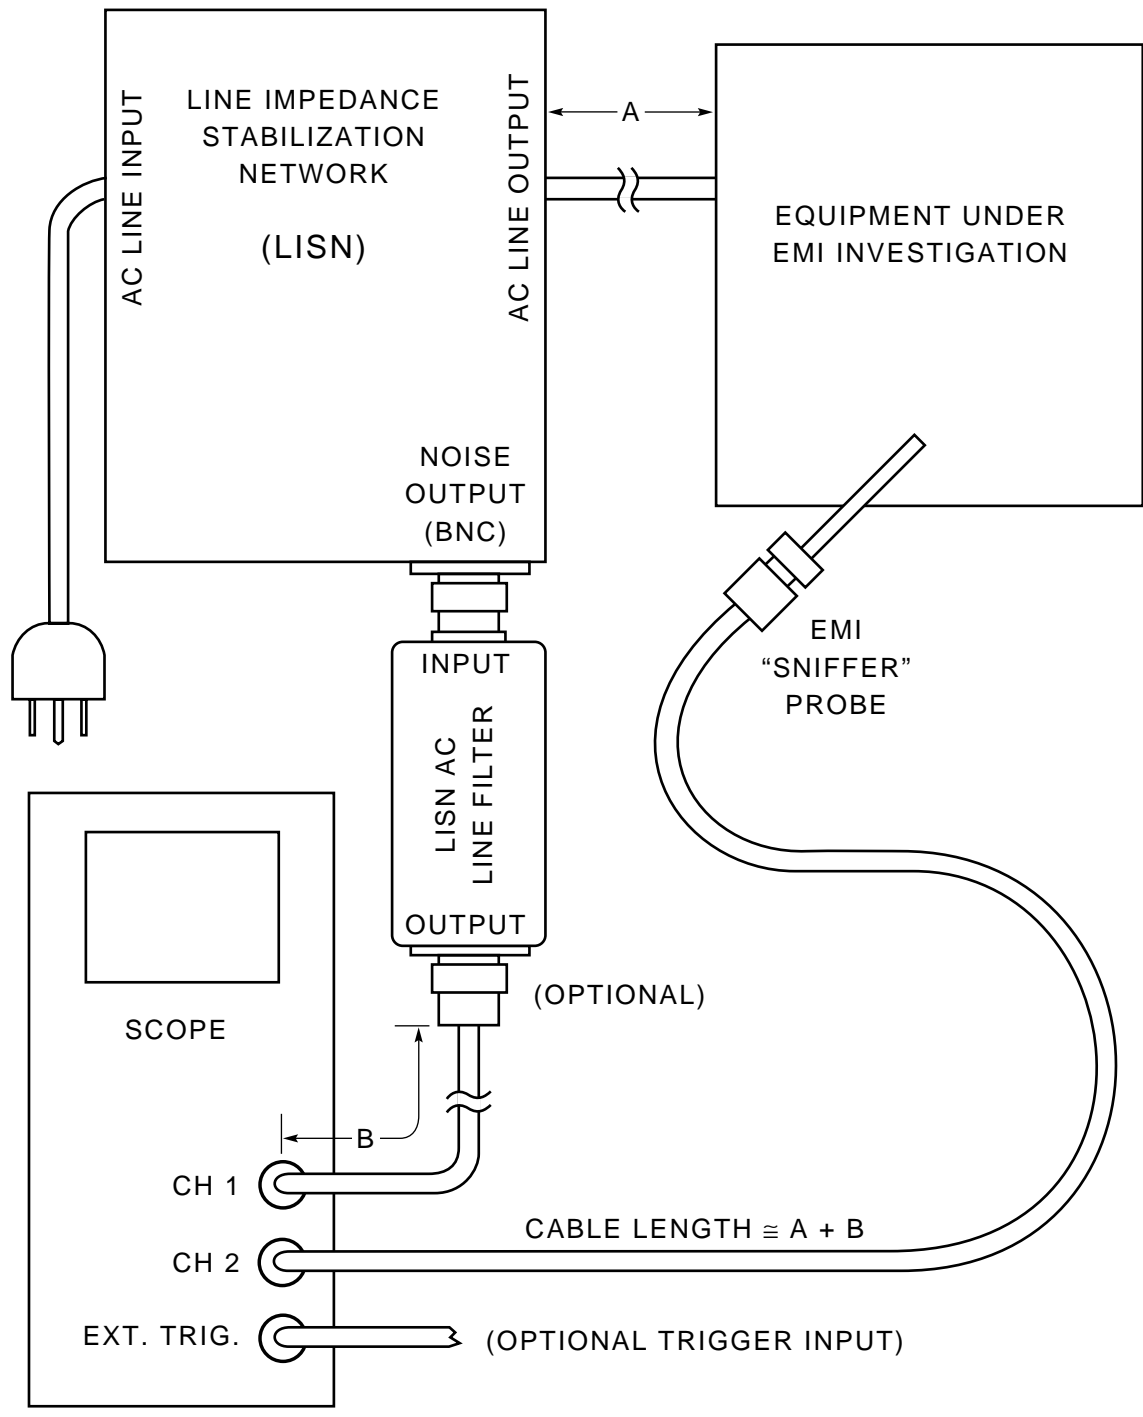 LINE IMPEDANCE
STABILIZATION
NETWORK
(LISN)
AC LINE INPUT
AC LINE OUTPUT
A
EQUIPMENT UNDER
EMI INVESTIGATION
NOISE
OUTPUT
(BNC)
INPUT
LISN AC
LINE FILTER
OUTPUT
(OPTIONAL)
EMI
“SNIFFER”
PROBE
SCOPE
B
CH 1
CABLE LENGTH ≅ A + B
CH 2
EXT. TRIG.
(OPTIONAL TRIGGER INPUT)